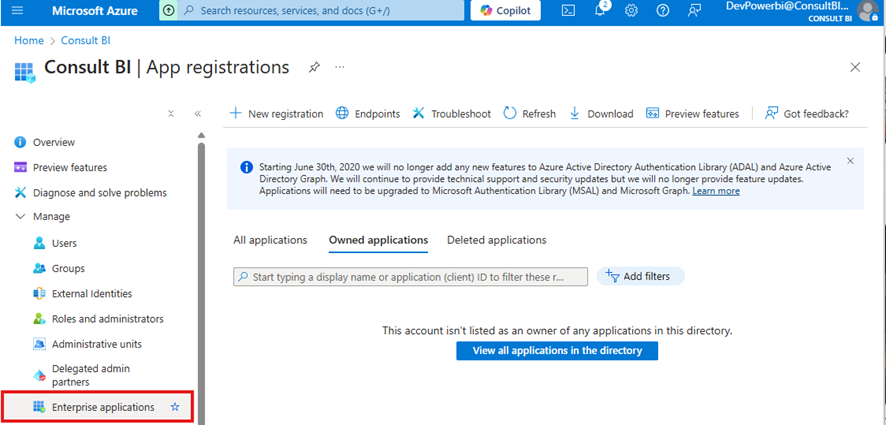 Microsoft Azure
Search resources, services, and docs (G+/)
Copilot
2
DevPowerbi@ConsultBI...
CONSULT BI
Home > Consult BI
Consult BI | App registrations
...
New registration
Endpoints
Troubleshoot
Refresh
Download
Preview features
Got feedback?
Overview
Preview features
Diagnose and solve problems
Manage
Users
Groups
External Identities
Roles and administrators
Administrative units
Delegated admin
partners
Enterprise applications
Starting June 30th, 2020 we will no longer add any new features to Azure Active Directory Authentication Library (ADAL) and Azure Active
Directory Graph. We will continue to provide technical support and security updates but we will no longer provide feature updates.
Applications will need to be upgraded to Microsoft Authentication Library (MSAL) and Microsoft Graph. Learn more
All applications
Owned applications
Deleted applications
Start typing a display name or application (client) ID to filter these r...
Add filters
This account isn't listed as an owner of any applications in this directory.
View all applications in the directory